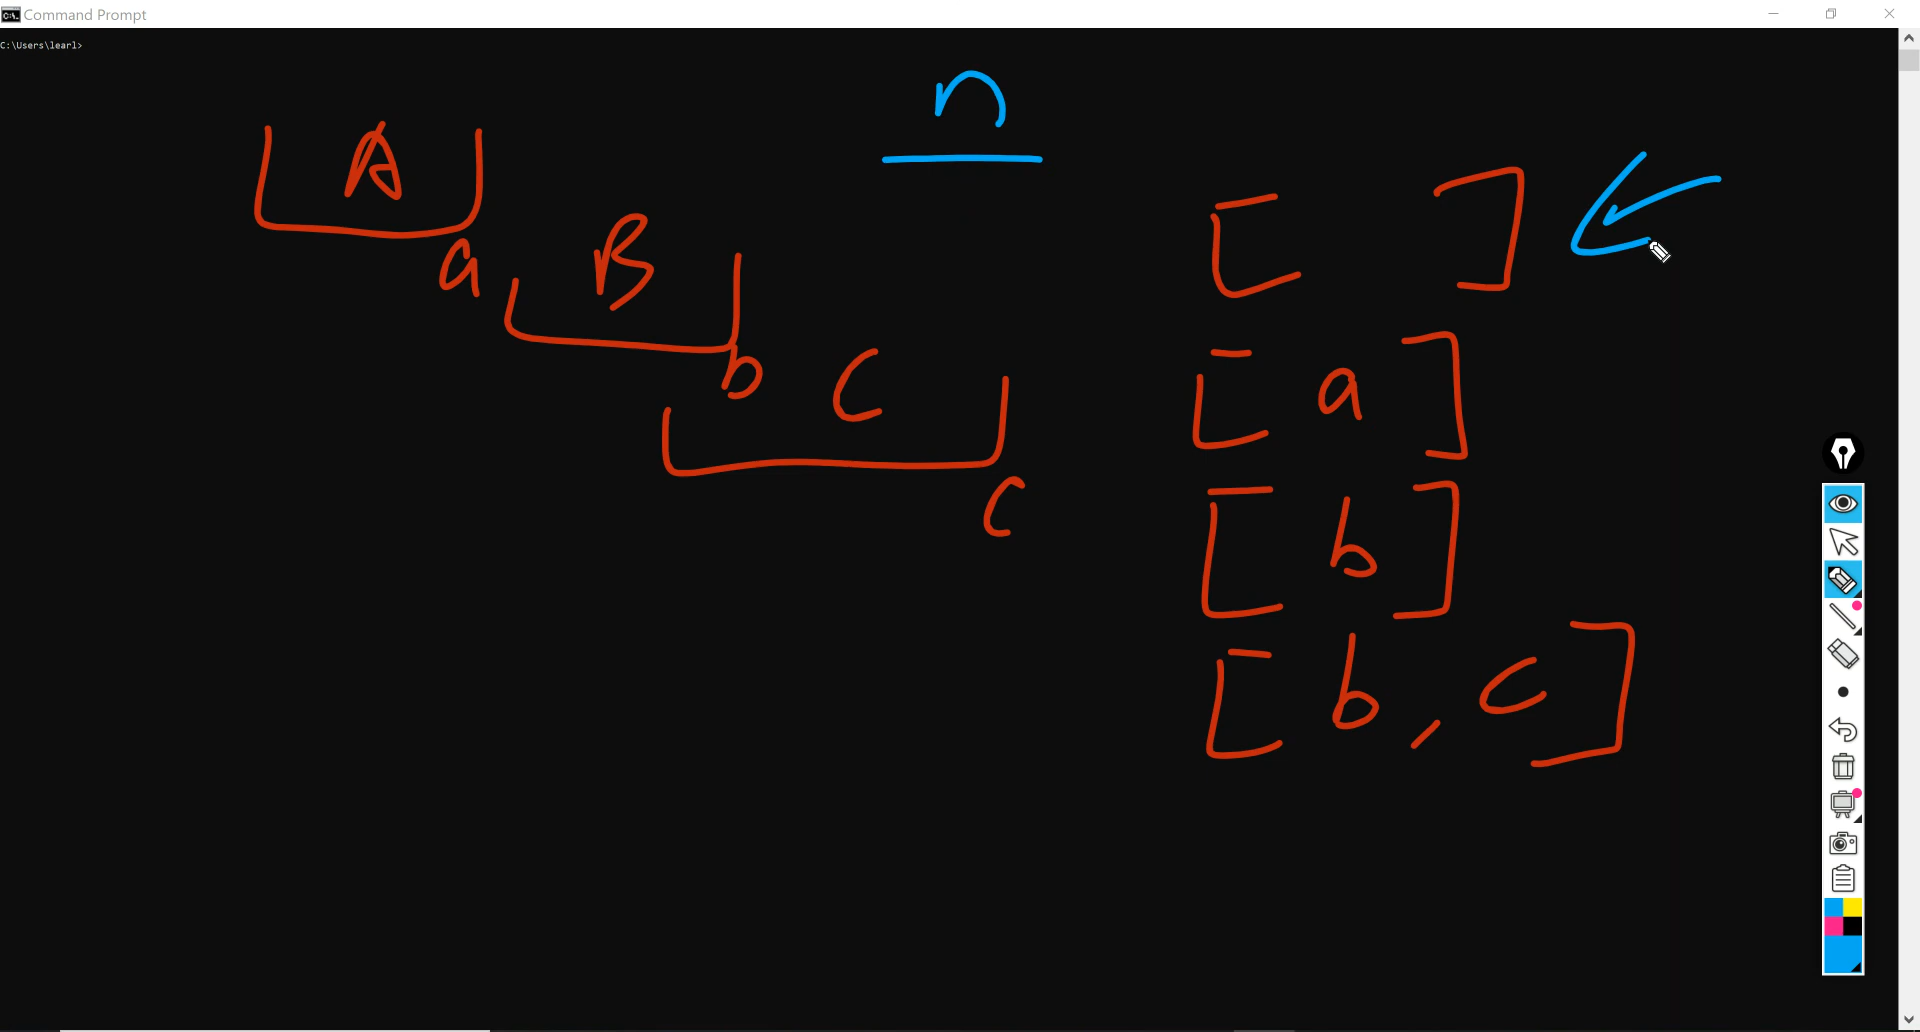 Command Prompt
C:\Users\learl>
n
A
a
B
b
C
c
[ ]
[ a ]
[ b ]
[ b , c ]